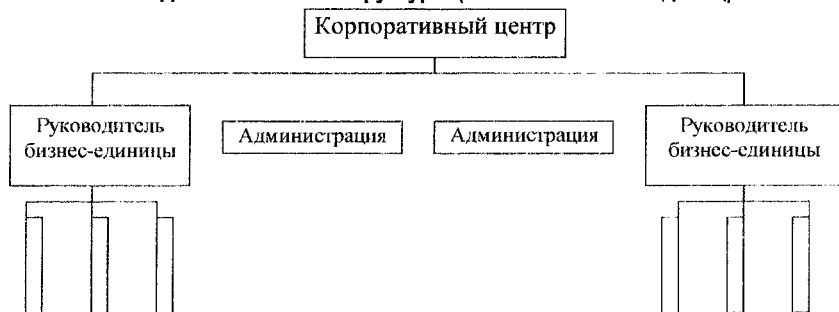 Корпоративный центр
Руководитель
бизнес-единицы
Администрация
Администрация
Руководитель
бизнес-единицы